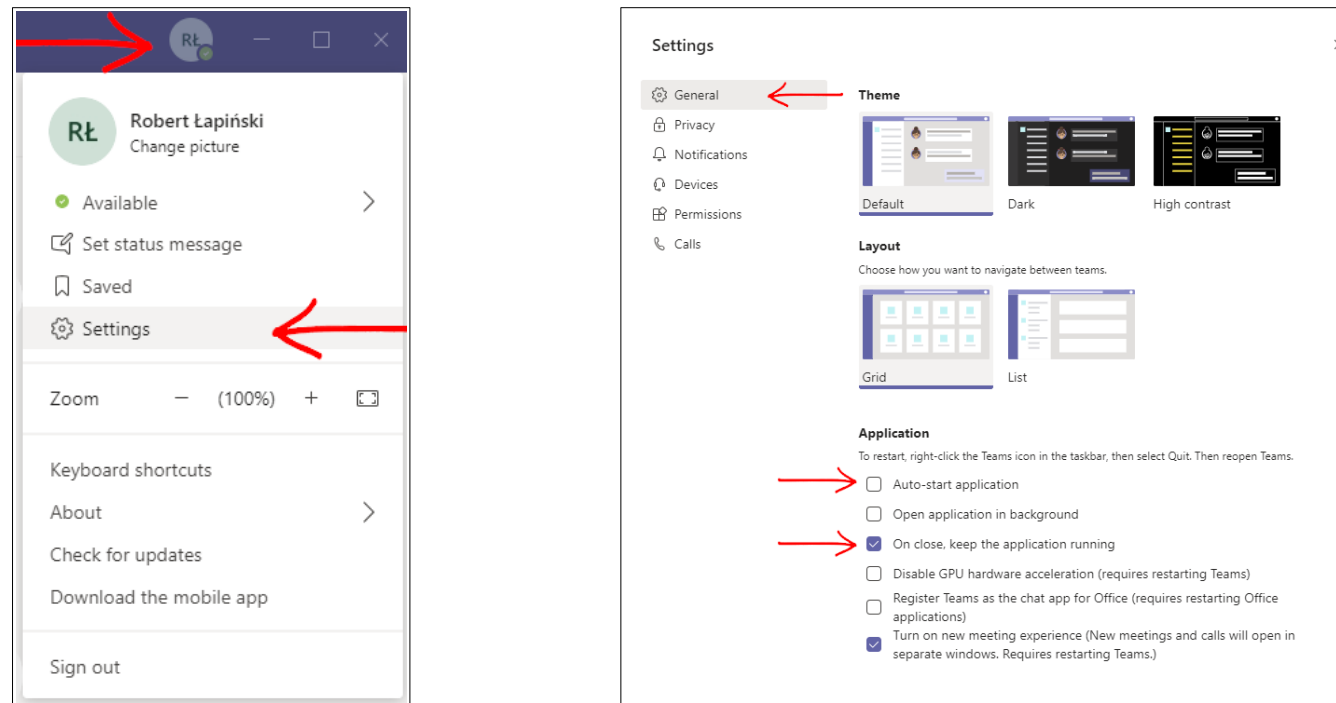 RŁ
RŁ
Robert Łapiński
Change picture
Available
Set status message
Saved
Settings
Zoom
(100%)
Keyboard shortcuts
About
Check for updates
Download the mobile app
Sign out
Settings
General
Privacy
Notifications
Devices
Permissions
Calls
Theme
Default
Dark
High contrast
Layout
Choose how you want to navigate between teams.
Grid
List
Application
To restart, right-click the Teams icon in the taskbar, then select Quit. Then reopen Teams.
Auto-start application
Open application in background
On close, keep the application running
Disable GPU hardware acceleration (requires restarting Teams)
Register Teams as the chat app for Office (requires restarting Office
applications)
Turn on new meeting experience (New meetings and calls will open in
separate windows. Requires restarting Teams.)